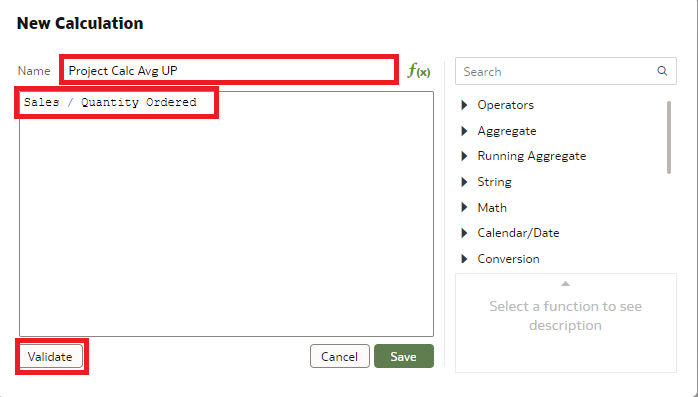 New Calculation
Name Project Calc Avg UP f(x)
Sales / Quantity Ordered
Validate Cancel Save
Search
Operators
Aggregate
Running Aggregate
String
Math
Calendar/Date
Conversion
Select a function to see
description